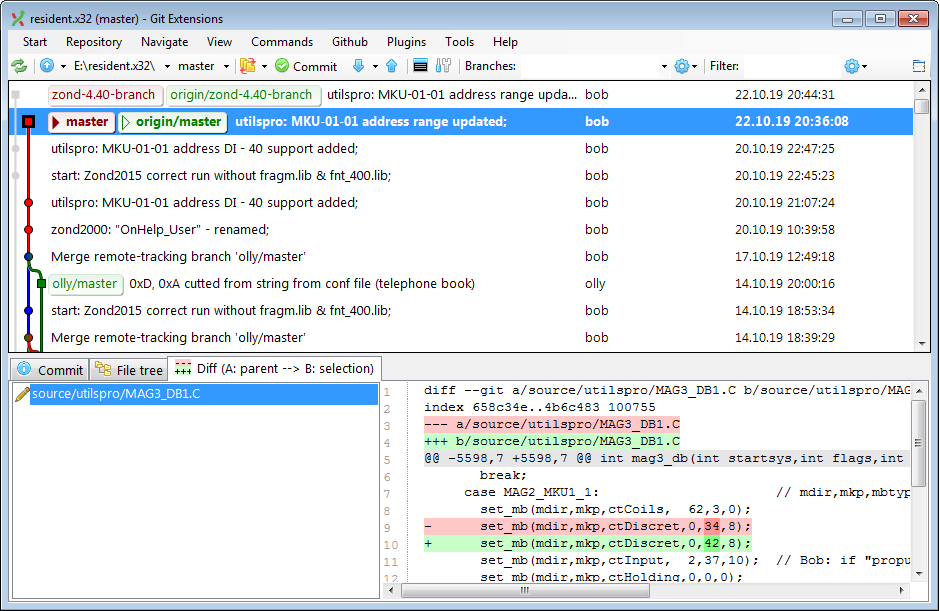 resident.x32 (master) - Git Extensions
Start Repository Navigate View Commands Github Plugins Tools Help
E:\resident.x32\ master Commit Branches: Filter:
zond-4.40-branch origin/zond-4.40-branch utilspro: MKU-01-01 address range upda... bob 22.10.19 20:44:31
master origin/master utilspro: MKU-01-01 address range updated; bob 22.10.19 20:36:08
utilspro: MKU-01-01 address DI - 40 support added; bob 20.10.19 22:47:25
start: Zond2015 correct run without fragm.lib & fnt_400.lib; bob 20.10.19 22:45:23
utilspro: MKU-01-01 address DI - 40 support added; bob 20.10.19 21:07:24
zond2000: "OnHelp_User" - renamed; bob 20.10.19 10:39:58
Merge remote-tracking branch 'olly/master' bob 17.10.19 12:49:18
olly/master 0xD, 0xA cutted from string from conf file (telephone book) olly 14.10.19 20:00:16
start: Zond2015 correct run without fragm.lib & fnt_400.lib; bob 14.10.19 18:53:34
Merge remote-tracking branch 'olly/master' bob 14.10.19 18:39:29
Commit File tree Diff (A: parent --> B: selection)
source/utilspro/MAG3_DB1.C
1 diff --git a/source/utilspro/MAG3_DB1.C b/source/utilspro/MAG
2 index 658c34e..4b6c483 100755
3 --- a/source/utilspro/MAG3_DB1.C
4 +++ b/source/utilspro/MAG3_DB1.C
5 @@ -5598,7 +5598,7 @@ int mag3_db(int startsys,int flags,int
6 break;
7 case MAG2_MKU1_1: // mdir,mkp,mbtyp
8 set_mb(mdir,mkp,ctCoils, 62,3,0);
9 - set_mb(mdir,mkp,ctDiscret,0,34,8);
10 + set_mb(mdir,mkp,ctDiscret,0,42,8);
11 set_mb(mdir,mkp,ctInput, 2,37,10); // Bob: if "propu
12 set_mb(mdir,mkp,ctHolding,0,0,0);